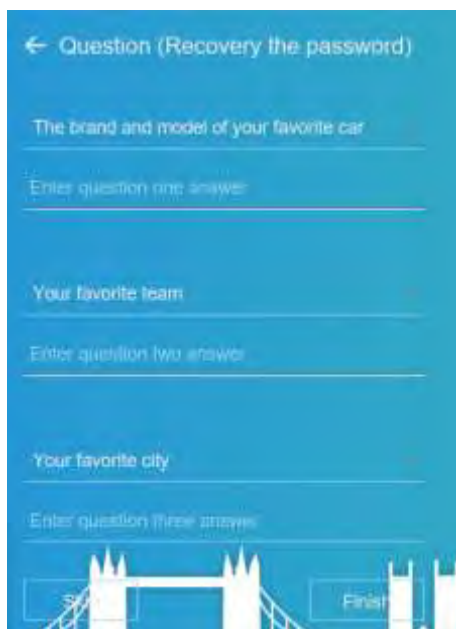 ← Question (Recovery the password)
The brand and model of your favorite car
Enter question one answer
Your favorite team
Enter question two answer
Your favorite city
Enter question three answer
Finish